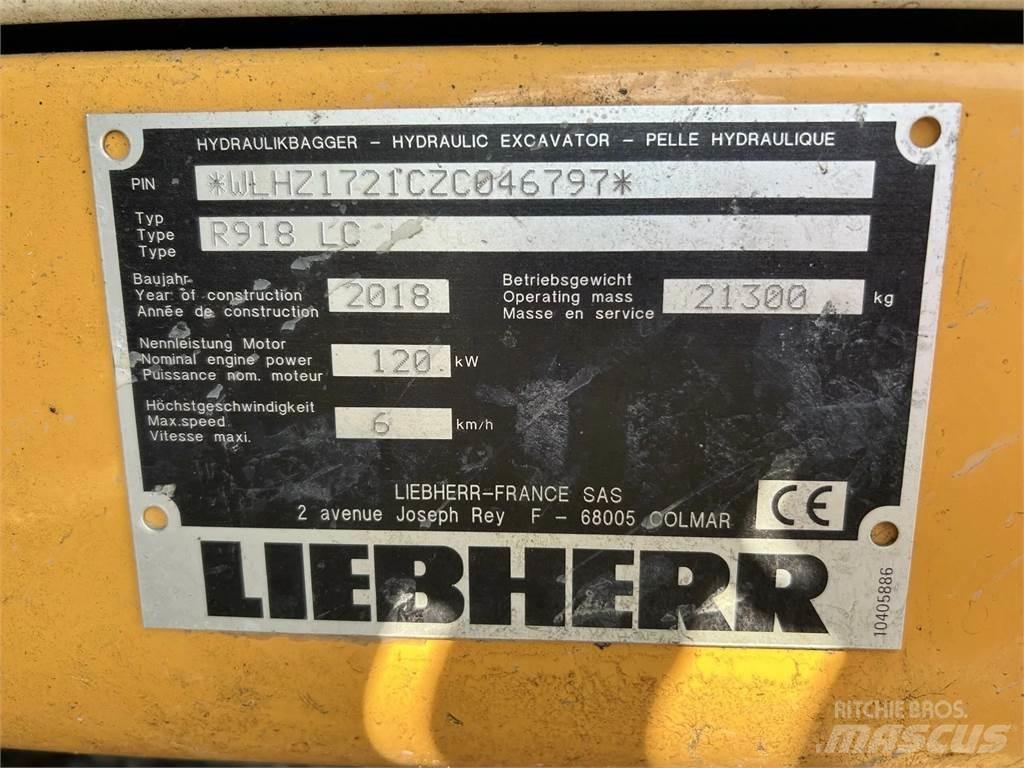 HYDRAULIKBAGGER – HYDRAULIC EXCAVATOR – PELLE HYDRAULIQUE
PIN *WLHZ1721CZC046797*
Typ
Type
Type
R918 LC
Baujahr
Year of construction
Année de construction
2018
Betriebsgewicht
Operating mass
Masse en service
21300 kg
Nennleistung Motor
Nominal engine power
Puissance nom. moteur
120 kW
Höchstgeschwindigkeit
Max.speed
Vitesse maxi.
6 km/h
LIEBHERR–FRANCE SAS
2 avenue Joseph Rey F – 68005 COLMAR
CE
LIEBHERR
10405886
RITCHIE BROS.
MASCUS